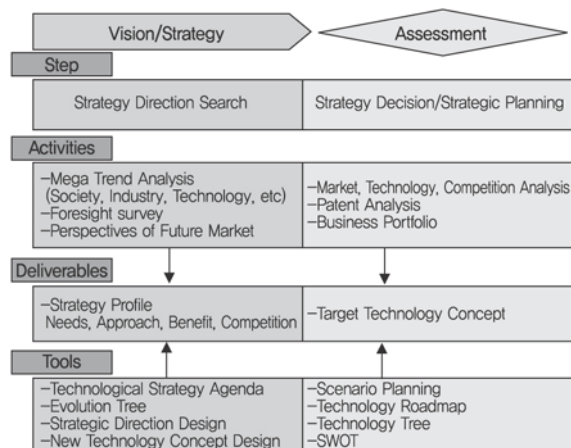 Vision/Strategy
Assessment
Step
Strategy Direction Search
Strategy Decision/Strategic Planning
Activities
−Mega Trend Analysis
(Society, Industry, Technology, etc)
−Foresight survey
−Perspectives of Future Market
−Market, Technology, Competition Analysis
−Patent Analysis
−Business Portfolio
Deliverables
−Strategy Profile
Needs, Approach, Benefit, Competition
−Target Technology Concept
Tools
−Technological Strategy Agenda
−Evolution Tree
−Strategic Direction Design
−New Technology Concept Design
−Scenario Planning
−Technology Roadmap
−Technology Tree
−SWOT